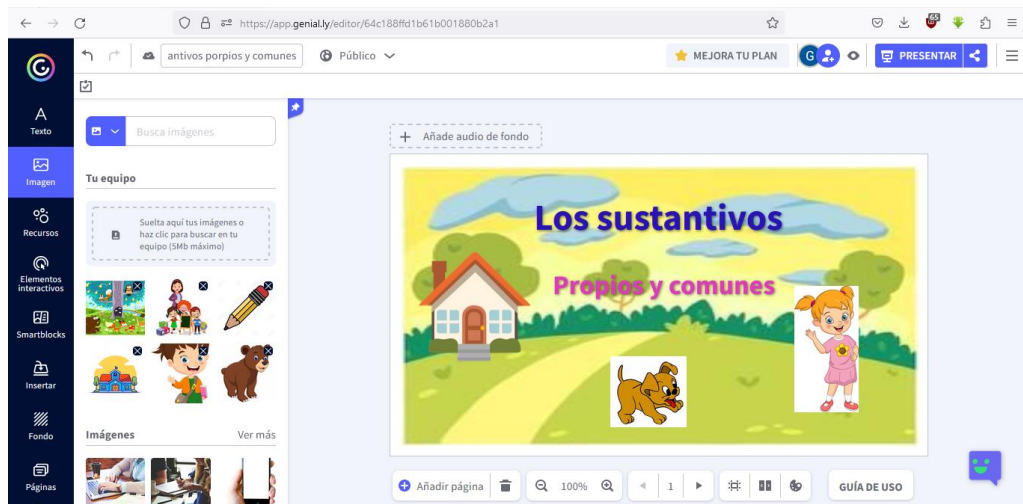 https://app.genial.ly/editor/64c188ffd1b61b001880b2a1
65
antivos porpios y comunes
Público
MEJORA TU PLAN
G
PRESENTAR
Texto
Imagen
Recursos
Elementos
interactivos
Smartblocks
Insertar
Fondo
Páginas
Busca imágenes
Tu equipo
Suelta aquí tus imágenes o
haz clic para buscar en tu
equipo (5Mb máximo)
Imágenes
Ver más
Añade audio de fondo
Los sustantivos
Propios y comunes
Añadir página
100%
1
GUÍA DE USO